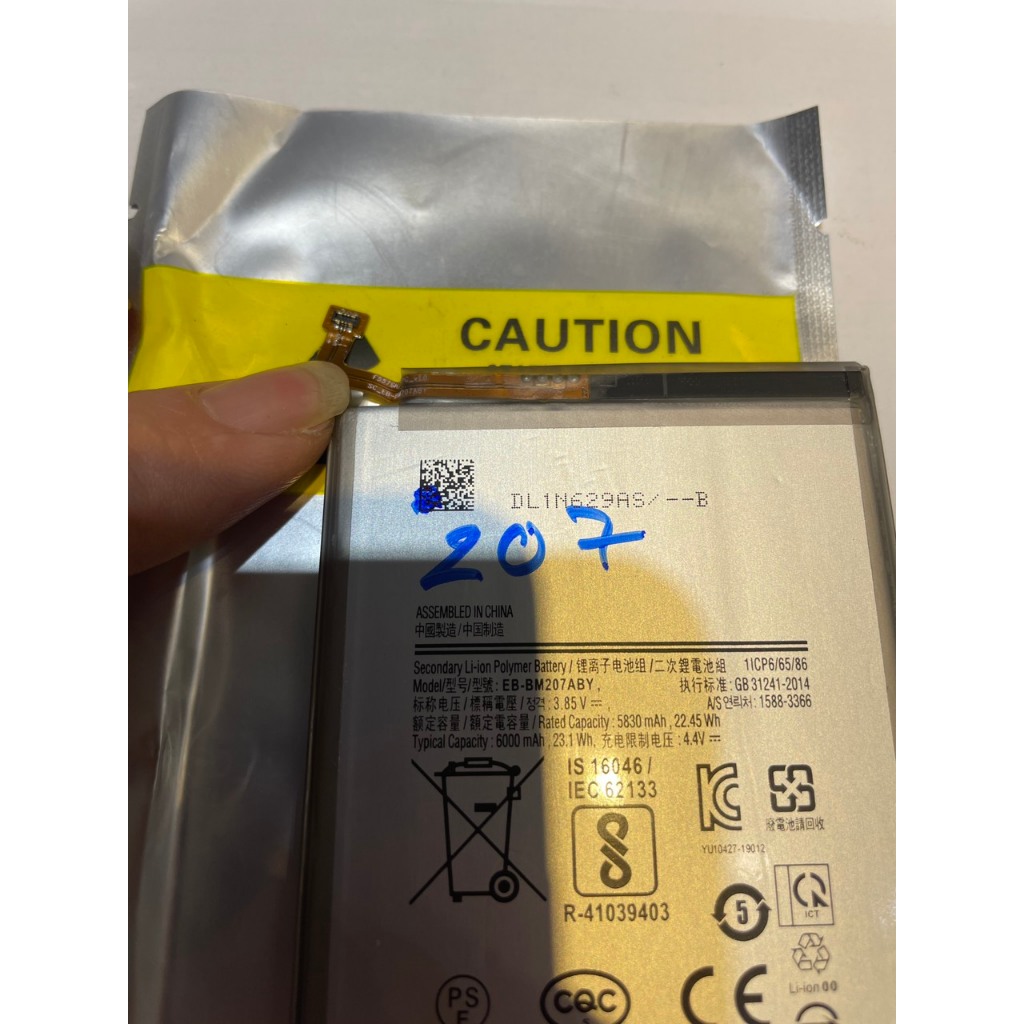 CAUTION
DL1N629AS/--B
207
ASSEMBLED IN CHINA
中國製造/中国制造
Secondary Li-ion Polymer Battery / 锂离子电池组 / 二次鋰電池組 1ICP6/65/86
Model/型号/型號: EB-BM207ABY, 执行标准: GB 31241-2014
标称电压 / 標稱電壓 / 정격 : 3.85 V⎓, A/S 연락처: 1588-3366
额定容量 / 額定電容量 / Rated Capacity : 5830 mAh , 22.45 Wh
Typical Capacity : 6000 mAh , 23.1 Wh, 充电限制电压 : 4.4V⎓
IS 16046 /
IEC 62133
廢電池請回收
YU10427-19012
R-41039403
5
ICT
Li-ion 00
PS
E
CQC
CE